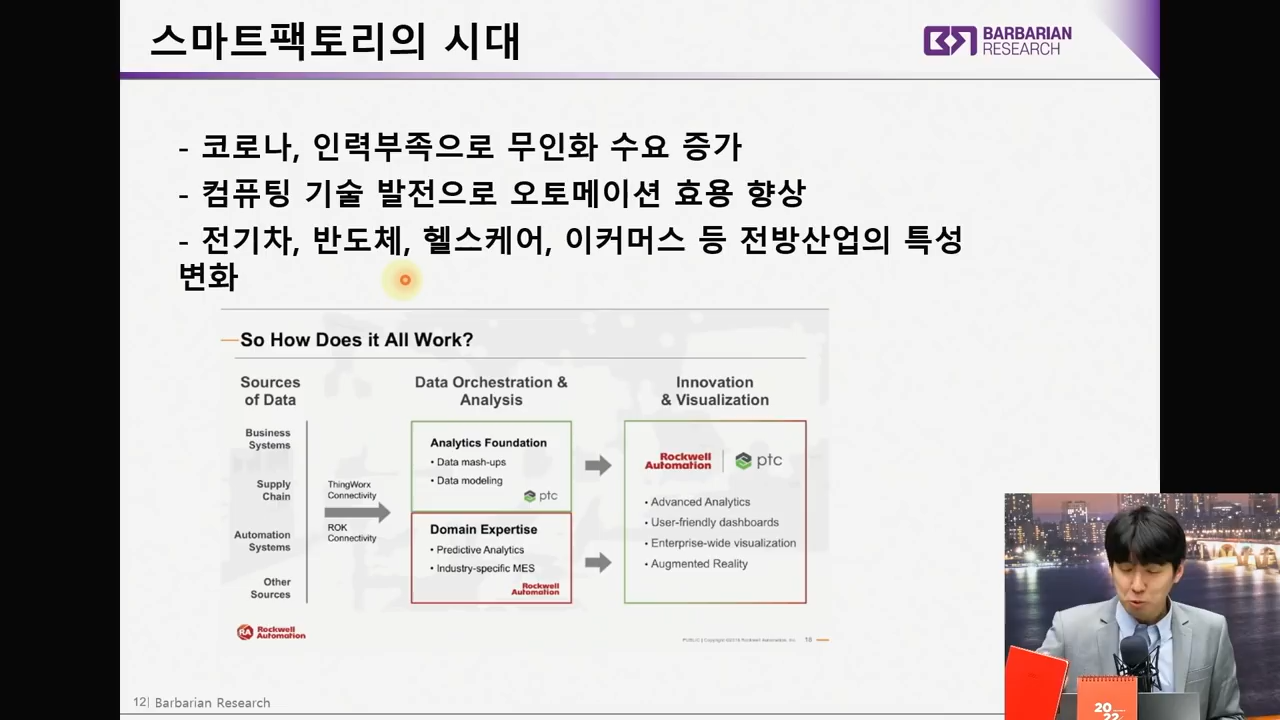 스마트팩토리의 시대
BARBARIAN
RESEARCH
- 코로나, 인력부족으로 무인화 수요 증가
- 컴퓨팅 기술 발전으로 오토메이션 효용 향상
- 전기차, 반도체, 헬스케어, 이커머스 등 전방산업의 특성
변화
So How Does it All Work?
Sources
of Data
Data Orchestration &
Analysis
Innovation
& Visualization
Business
Systems
Supply
Chain
Automation
Systems
Other
Sources
ThingWorx
Connectivity
ROK
Connectivity
Analytics Foundation
• Data mash-ups
• Data modeling
ptc
Domain Expertise
• Predictive Analytics
• Industry-specific MES
Rockwell
Automation
Rockwell
Automation
ptc
• Advanced Analytics
• User-friendly dashboards
• Enterprise-wide visualization
• Augmented Reality
RA
Rockwell
Automation
18
12| Barbarian Research
20
22